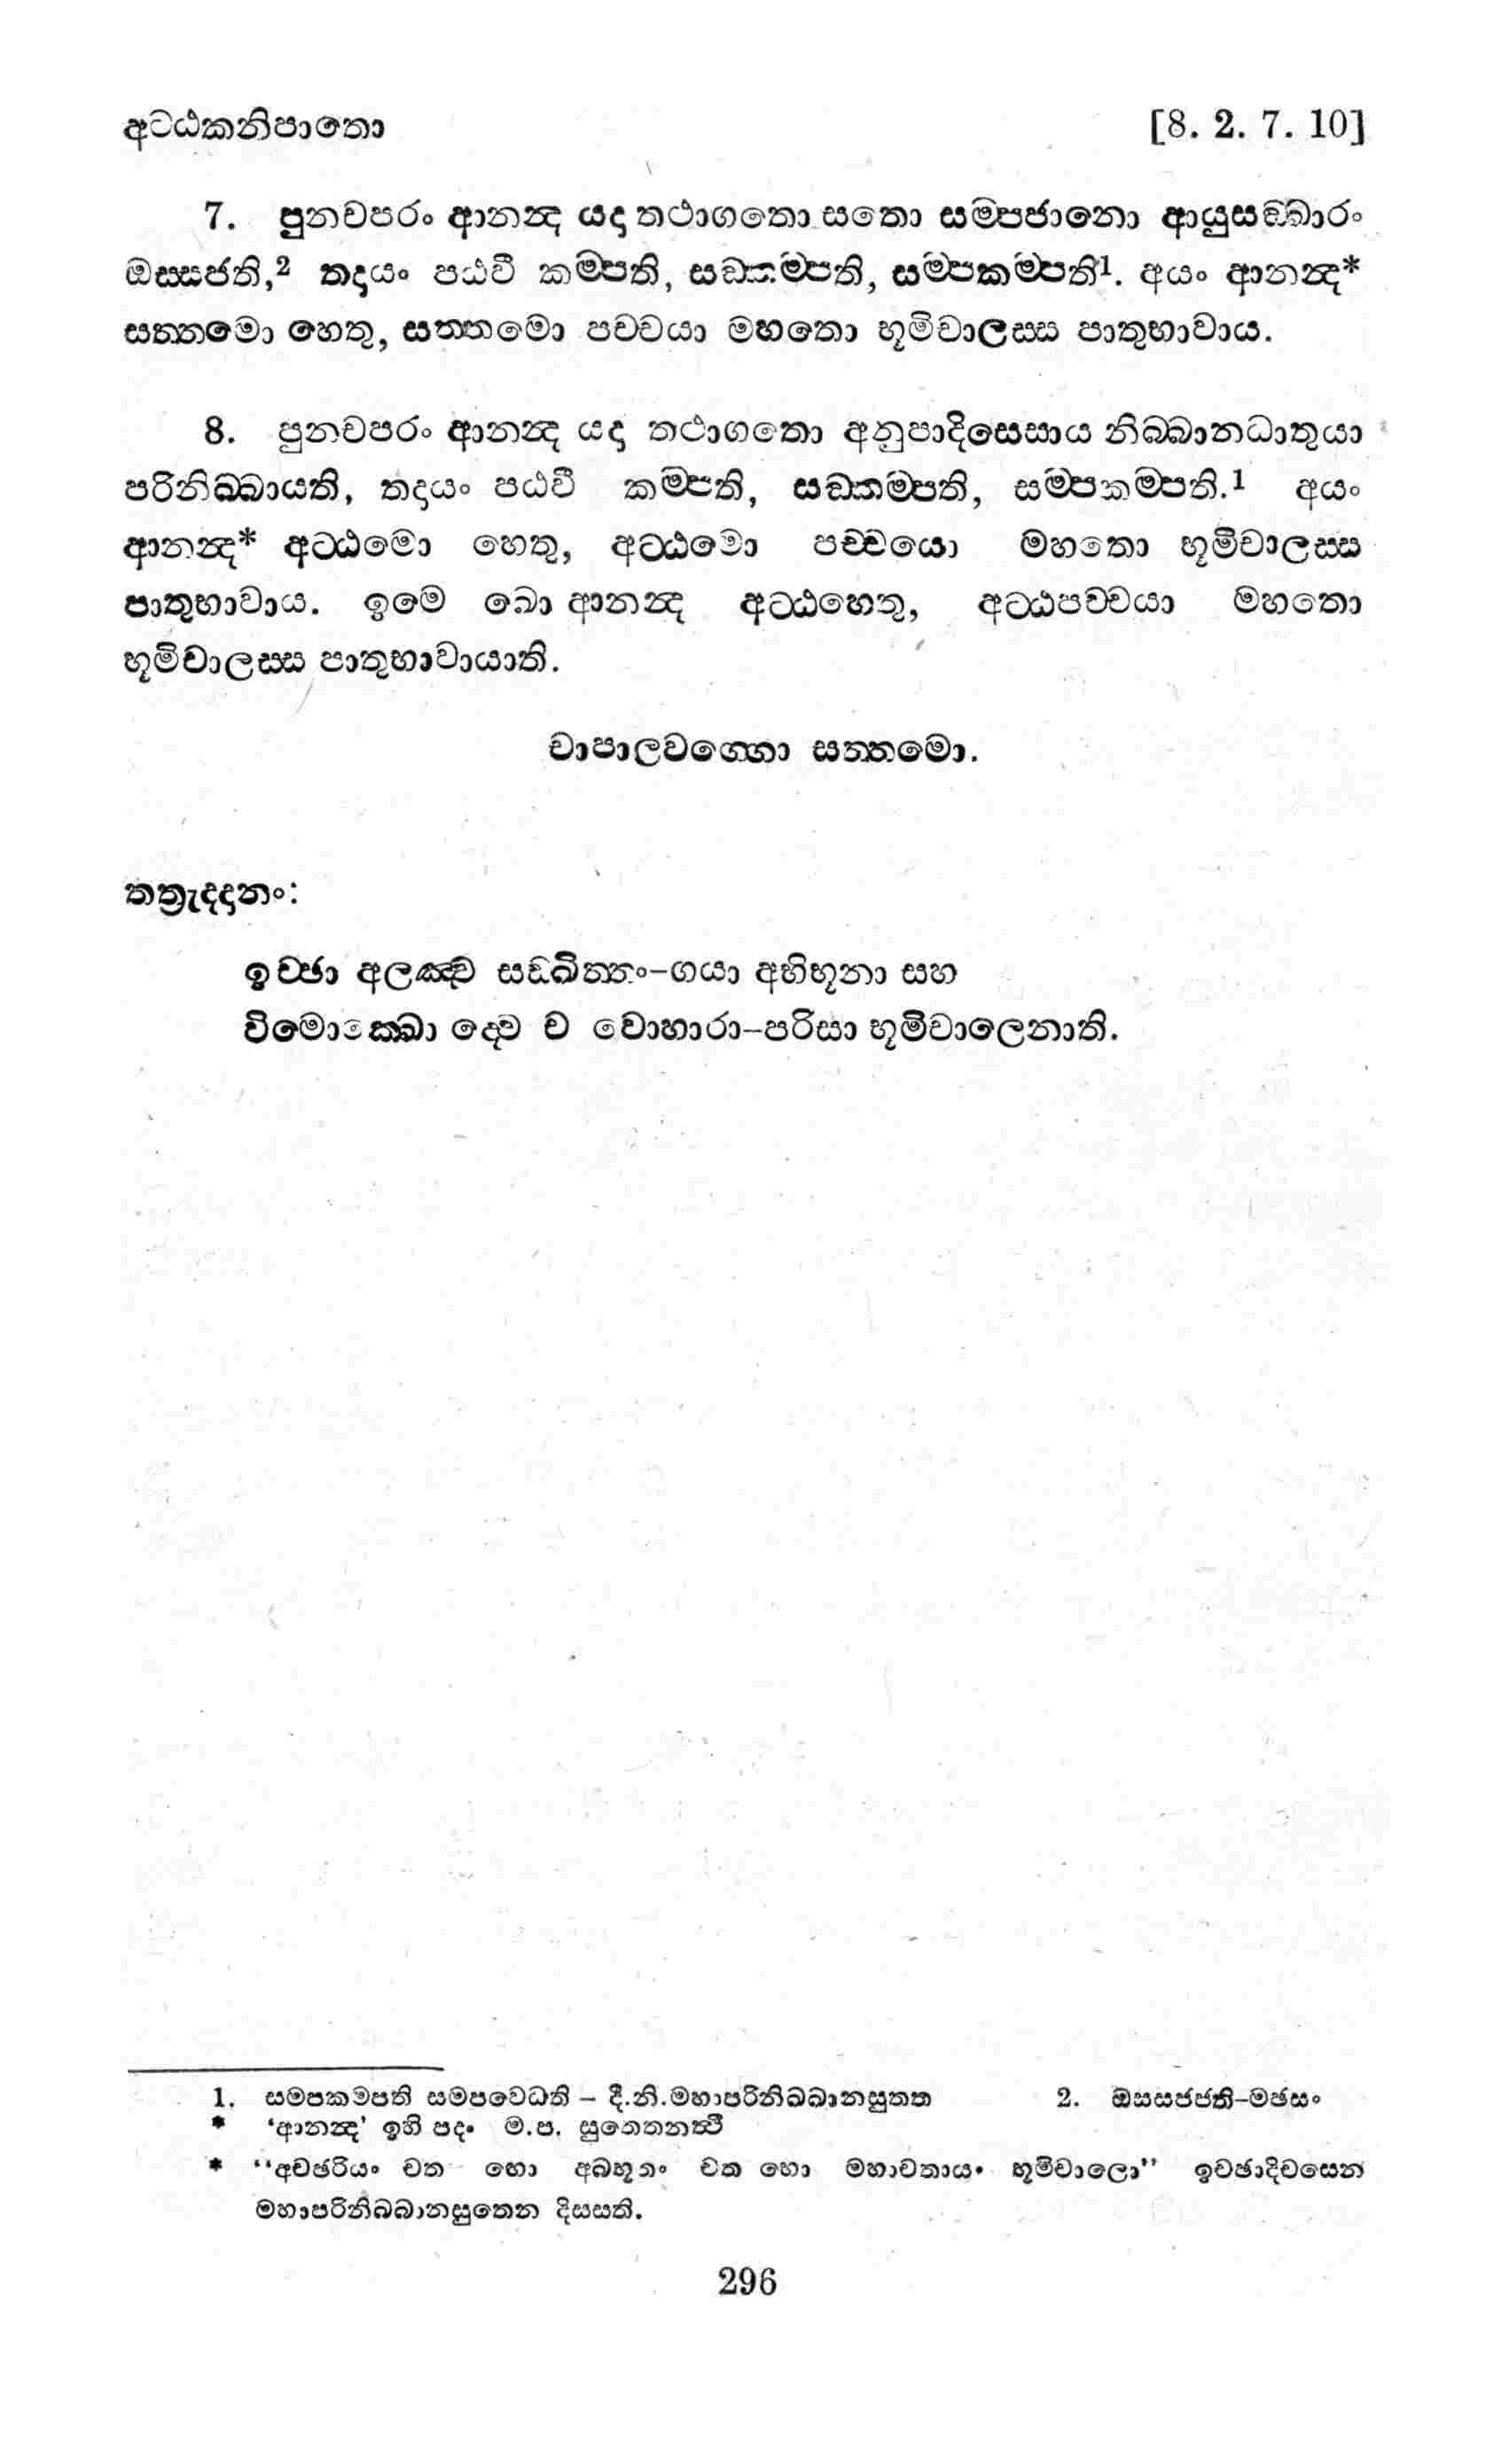 අටඨකනිපාතො [8. 2. 7. 10]
7. පුනචපරං ආනන්‍ද යදා තථාගතො සතො සම්පජානො ආයුසඞ්ඛාරං
ඔස්සජති,2 තදායං පඨවී කම්පති, සඞ්කම්පති, සම්පකම්පති1. අයං ආනන්‍ද*
සත්තමො හෙතු, සත්තමො පච්චයා මහතො භූමිචාලස්ස පාතුභාවාය.
8. පුනචපරං ආනන්‍ද යදා තථාගතො අනුපාදිසෙසාය නිබ්බානධාතුයා
පරිනිබ්බායති, තදායං පඨවී කම්පති, සඞ්කම්පති, සම්පකම්පති.1 අයං
ආනන්‍ද* අට්ඨමො හෙතු, අට්ඨමො පච්චයො මහතො භූමිචාලස්ස
පාතුභාවාය. ඉමෙ ඛො ආනන්‍ද අට්ඨහෙතු, අට්ඨපච්චයා මහතො
භූමිචාලස්ස පාතුභාවායාති.
චාපාලවග්ගො සත්තමො.
තත්‍රැද්දානං:
ඉච්ඡා අලඤ්ච සඞ්ඛිත්තං-ගයා අභිභූනා සහ
විමොක්ඛො ද්වෙ ච වොහාරා-පරිසා භූමිචාලෙනාති.
1. සම්පකම්පති සම්පවෙධති – දී.නි.මහාපරිනිබ්බානසුත්ත 2. ඔස්සජ්ජති-මඡසං
* 'ආනන්‍ද' ඉහි පදං ම.ප. සුත්තෙනත්‍ථි
* “අච්ඡරියං වත භො අබ්භූතං වත භො මහාවතායං භූමිචාලො” ඉච්ඡාදිවසෙන
මහාපරිනිබ්බානසුත්තෙන දිස්සති.
296